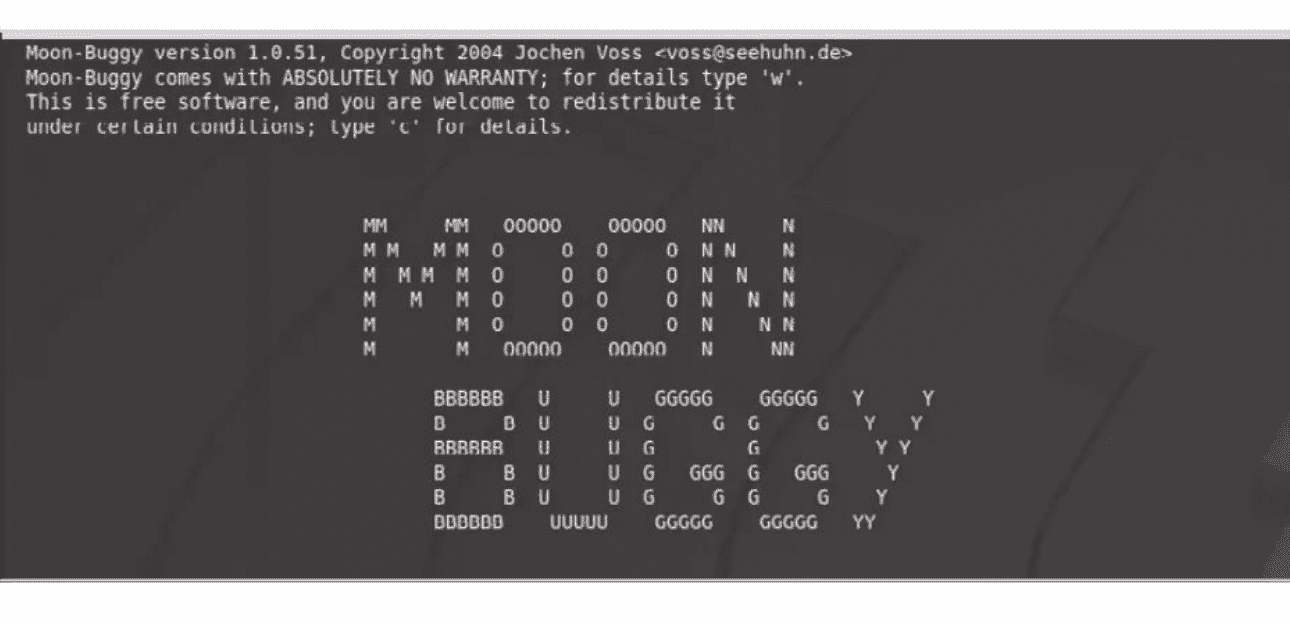 Moon-Buggy version 1.0.51, Copyright 2004 Jochen Voss <voss@seehuhn.de>
Moon-Buggy comes with ABSOLUTELY NO WARRANTY; for details type 'w'.
This is free software, and you are welcome to redistribute it
under certain conditions; type 'c' for details.
MOON
BUGGY